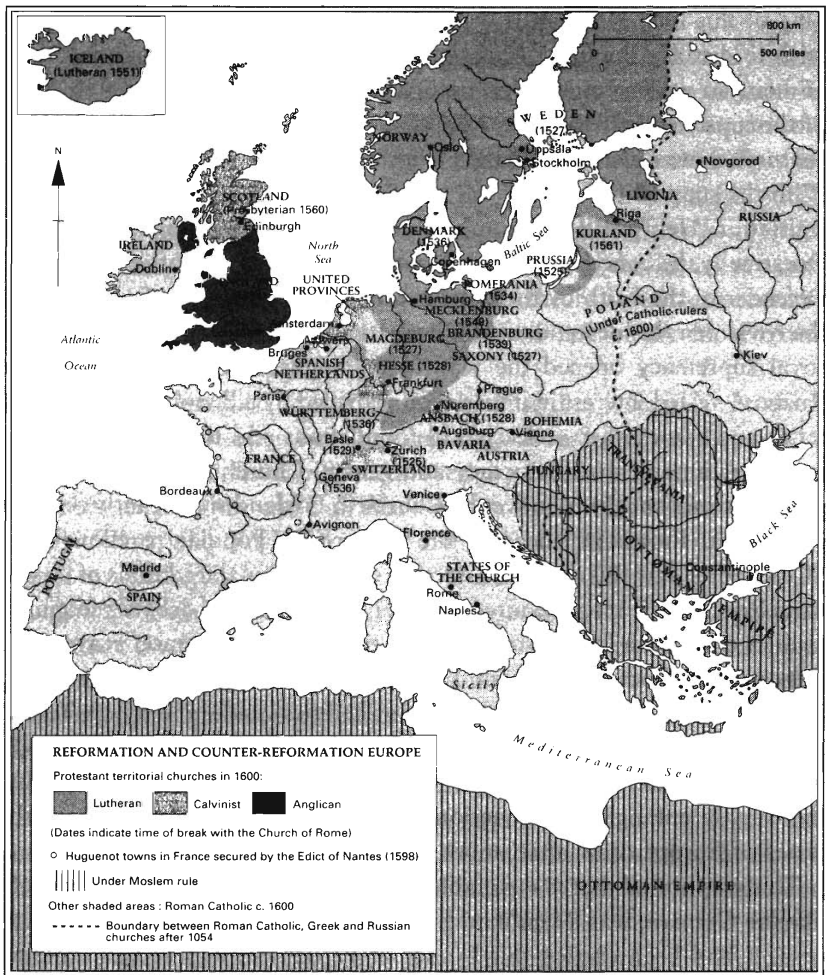 ICELAND
(Lutheran 1551)
800 km
0
0
500 miles
N
SWEDEN
(1527)
NORWAY
Oslo
Uppsala
Stockholm
Novgorod
SCOTLAND
(Presbyterian 1560)
Edinburgh
LIVONIA
Riga
RUSSIA
IRELAND
Dublin
North
Sea
DENMARK
(1536)
Copenhagen
Baltic Sea
KURLAND
(1561)
PRUSSIA
(1525)
UNITED
PROVINCES
Hamburg
POMERANIA
(1534)
MECKLENBURG
(1549)
POLAND
(Under Catholic rulers
1600)
Amsterdam
Antwerp
Bruges
MAGDEBURG
(1527)
BRANDENBURG
(1539)
SAXONY (1527)
Atlantic
Ocean
SPANISH
NETHERLANDS
HESSE (1528)
Frankfurt
Kiev
Paris
Prague
WÜRTTEMBERG
(1536)
Nuremberg
ANSBACH (1528)
Augsburg
BOHEMIA
Vienna
Basle
(1529)
BAVARIA
Zurich
(1525)
AUSTRIA
FRANCE
SWITZERLAND
Geneva
(1536)
HUNGARY
TRANSYLVANIA
Bordeaux
Venice
Avignon
Florence
Black Sea
PORTUGAL
Madrid
SPAIN
STATES OF
THE CHURCH
Rome
Naples
OTTOMAN EMPIRE
Constantinople
Sicily
Mediterranean Sea
REFORMATION AND COUNTER-REFORMATION EUROPE
Protestant territorial churches in 1600:
Lutheran Calvinist Anglican
(Dates indicate time of break with the Church of Rome)
Huguenot towns in France secured by the Edict of Nantes (1598)
Under Moslem rule
Other shaded areas : Roman Catholic c. 1600
Boundary between Roman Catholic, Greek and Russian
churches after 1054
OTTOMAN EMPIRE